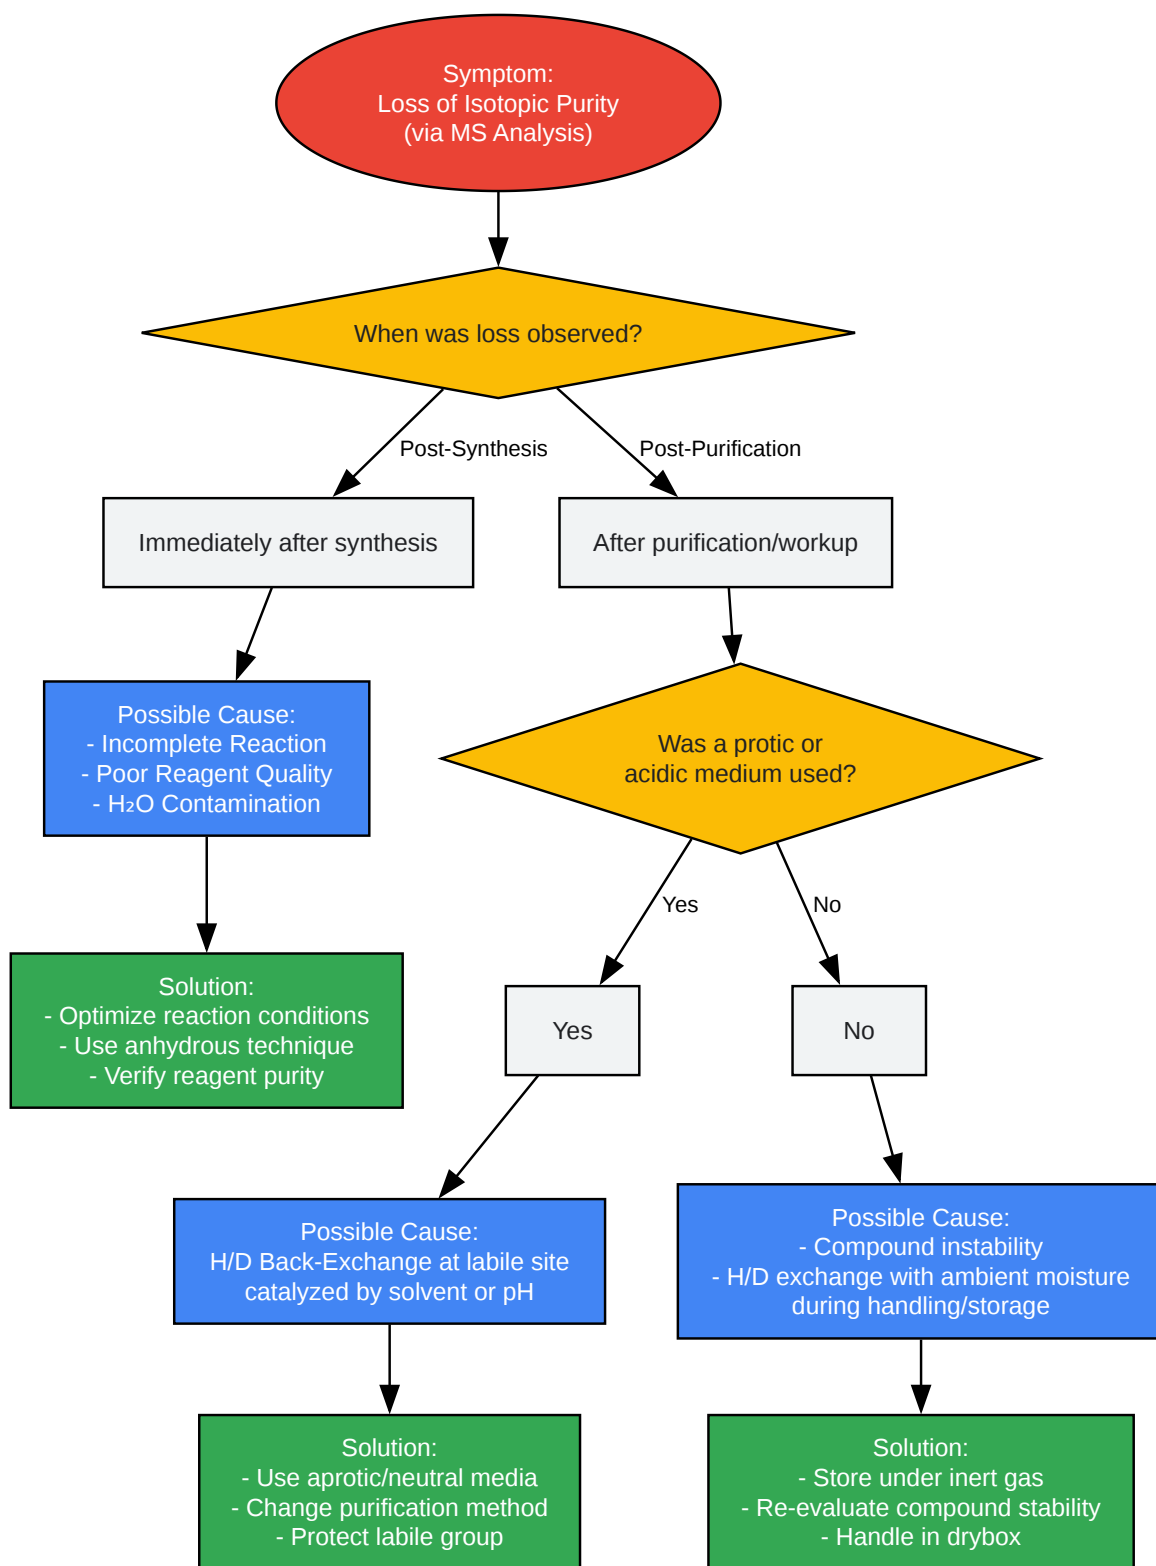 Symptom:
Loss of Isotopic Purity
(via MS Analysis)
When was loss observed?
Post-Synthesis
Post-Purification
Immediately after synthesis
After purification/workup
Possible Cause:
- Incomplete Reaction
- Poor Reagent Quality
- H₂O Contamination
Was a protic or
acidic medium used?
Yes
No
Solution:
- Optimize reaction conditions
- Use anhydrous technique
- Verify reagent purity
Yes
No
Possible Cause:
H/D Back-Exchange at labile site
catalyzed by solvent or pH
Possible Cause:
- Compound instability
- H/D exchange with ambient moisture
during handling/storage
Solution:
- Use aprotic/neutral media
- Change purification method
- Protect labile group
Solution:
- Store under inert gas
- Re-evaluate compound stability
- Handle in drybox